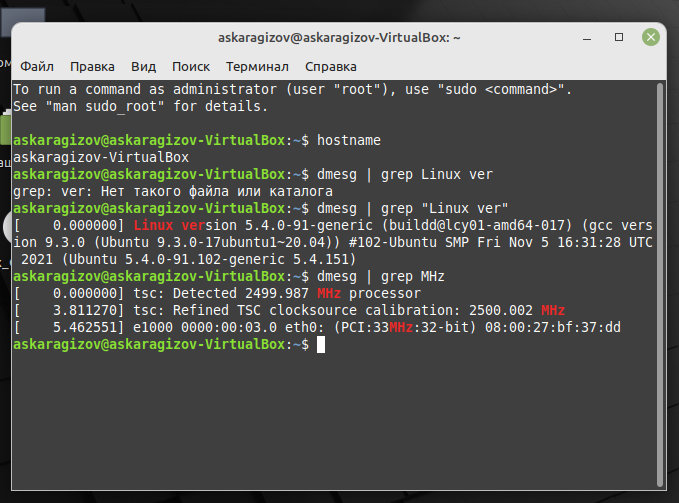 askaragizov@askaragizov-VirtualBox: ~
Файл Правка Вид Поиск Терминал Справка
To run a command as administrator (user "root"), use "sudo <command>".
See "man sudo_root" for details.
askaragizov@askaragizov-VirtualBox:~$ hostname
askaragizov-VirtualBox
askaragizov@askaragizov-VirtualBox:~$ dmesg | grep Linux ver
grep: ver: Нет такого файла или каталога
askaragizov@askaragizov-VirtualBox:~$ dmesg | grep "Linux ver"
[    0.000000] Linux version 5.4.0-91-generic (buildd@lcy01-amd64-017) (gcc vers
ion 9.3.0 (Ubuntu 9.3.0-17ubuntu1~20.04)) #102-Ubuntu SMP Fri Nov 5 16:31:28 UTC
 2021 (Ubuntu 5.4.0-91.102-generic 5.4.151)
askaragizov@askaragizov-VirtualBox:~$ dmesg | grep MHz
[    0.000000] tsc: Detected 2499.987 MHz processor
[    3.811270] tsc: Refined TSC clocksource calibration: 2500.002 MHz
[    5.462551] e1000 0000:00:03.0 eth0: (PCI:33MHz:32-bit) 08:00:27:bf:37:dd
askaragizov@askaragizov-VirtualBox:~$